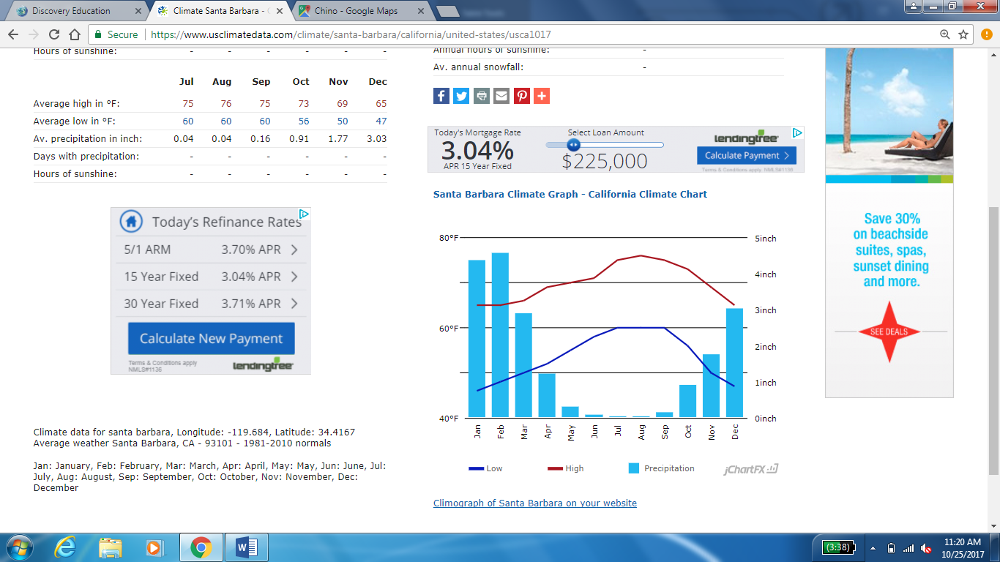 Discovery Education
Climate Santa Barbara - C
Chino - Google Maps
Secure
https://www.usclimatedata.com/climate/santa-barbara/california/united-states/usca1017
Hours of sunshine: - - - - - -
Jul Aug Sep Oct Nov Dec
Average high in °F: 75 76 75 73 69 65
Average low in °F: 60 60 60 56 50 47
Av. precipitation in inch: 0.04 0.04 0.16 0.91 1.77 3.03
Days with precipitation: - - - - - -
Hours of sunshine: - - - - - -
Today's Refinance Rates
5/1 ARM 3.70% APR
15 Year Fixed 3.04% APR
30 Year Fixed 3.71% APR
Calculate New Payment
Terms & Conditions apply
NMLS#1136
lendingtree
Climate data for santa barbara, Longitude: -119.684, Latitude: 34.4167
Average weather Santa Barbara, CA - 93101 - 1981-2010 normals
Jan: January, Feb: February, Mar: March, Apr: April, May: May, Jun: June, Jul:
July, Aug: August, Sep: September, Oct: October, Nov: November, Dec:
December
Annual hours of sunshine: -
Av. annual snowfall: -
Today's Mortgage Rate
3.04%
APR 15 Year Fixed
Select Loan Amount
$225,000
lendingtree
Calculate Payment
Terms & Conditions apply. NMLS#1136
Santa Barbara Climate Graph - California Climate Chart
80°F
60°F
40°F
5inch
4inch
3inch
2inch
1inch
0inch
Jan Feb Mar Apr May Jun Jul Aug Sep Oct Nov Dec
Low High Precipitation
jChartFX
Climograph of Santa Barbara on your website
Save 30%
on beachside
suites, spas,
sunset dining
and more.
SEE DEALS
(3:38)
11:20 AM
10/25/2017